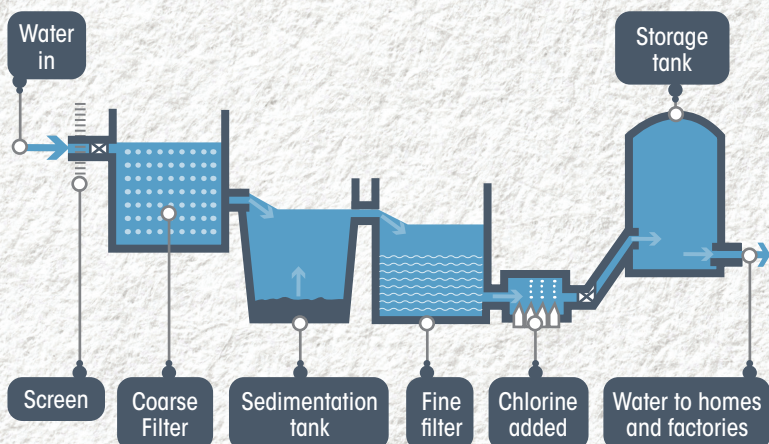 Water
in
Storage
tank
Screen
Coarse
Filter
Sedimentation
tank
Fine
filter
Chlorine
added
Water to homes
and factories